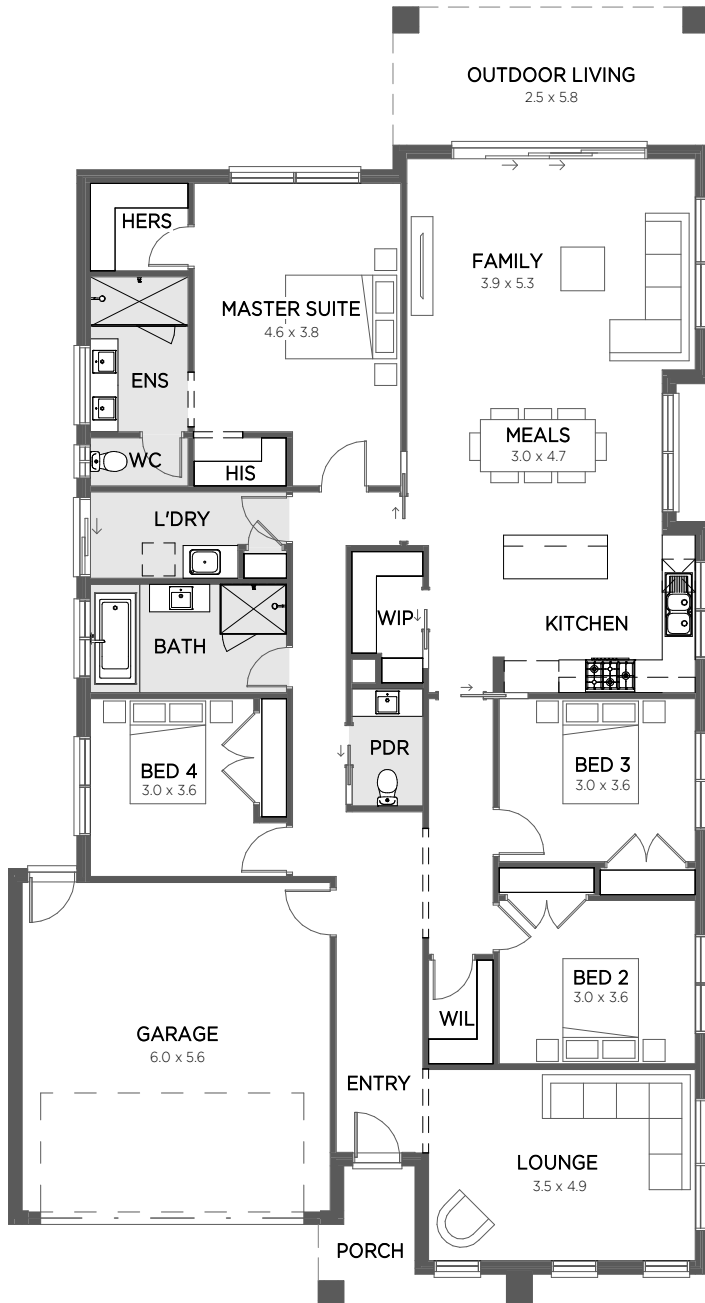 OUTDOOR LIVING
2.5 x 5.8
HERS
FAMILY
3.9 x 5.3
MASTER SUITE
4.6 x 3.8
ENS
MEALS
3.0 x 4.7
WC
HIS
L'DRY
WIP
KITCHEN
BATH
PDR
BED 4
3.0 x 3.6
BED 3
3.0 x 3.6
BED 2
3.0 x 3.6
WIL
GARAGE
6.0 x 5.6
ENTRY
LOUNGE
3.5 x 4.9
PORCH